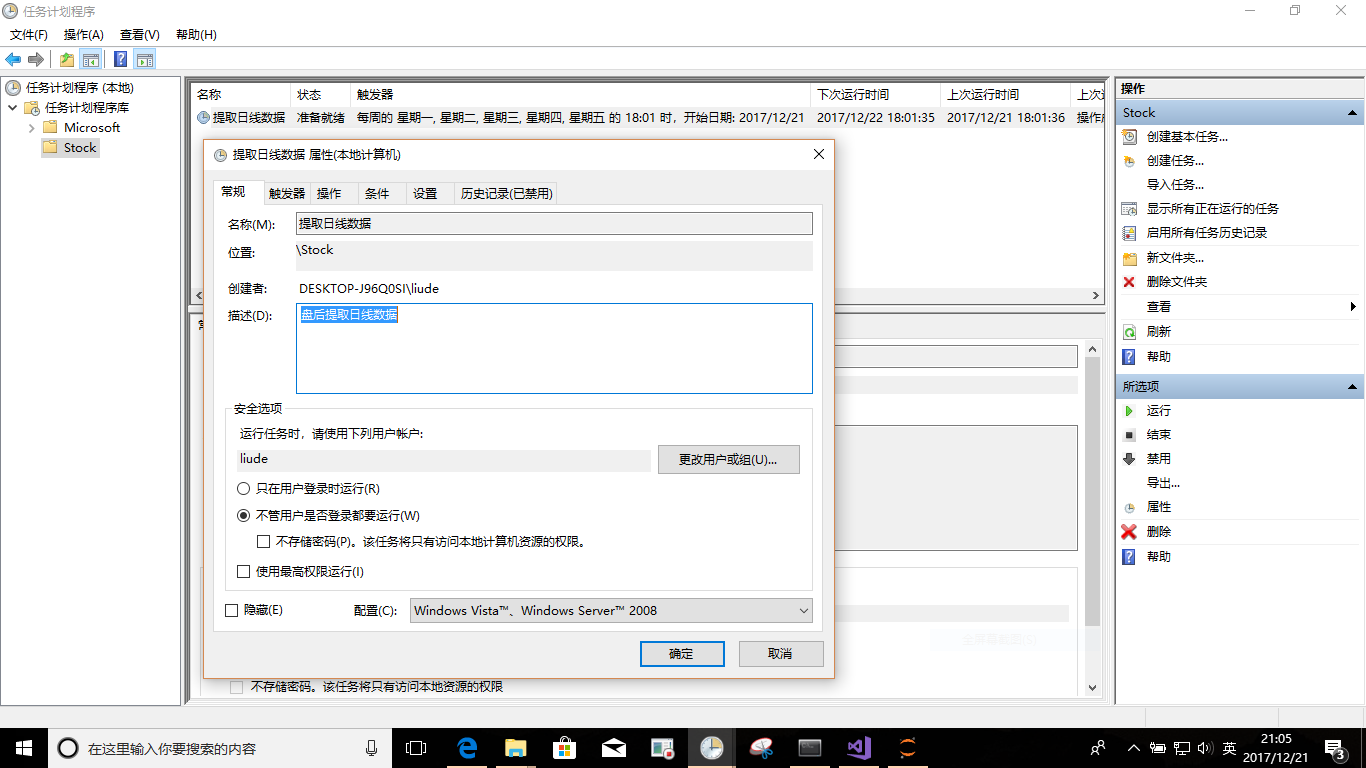 任务计划程序
文件(F) 操作(A) 查看(V) 帮助(H)
任务计划程序 (本地)
任务计划程序库
Microsoft
Stock
名称 状态 触发器 下次运行时间 上次运行时间
提取日线数据 准备就绪 每周的 星期一, 星期二, 星期三, 星期四, 星期五 的 18:01 时，开始日期: 2017/12/21 2017/12/22 18:01:35 2017/12/21 18:01:36
提取日线数据 属性(本地计算机)
常规 触发器 操作 条件 设置 历史记录(已禁用)
名称(M): 提取日线数据
位置: \Stock
创建者: DESKTOP-J96Q0SI\liude
描述(D): 盘后提取日线数据
安全选项
运行任务时，请使用下列用户帐户:
liude
更改用户或组(U)...
只在用户登录时运行(R)
不管用户是否登录都要运行(W)
不存储密码(P)。该任务将只有访问本地计算机资源的权限。
使用最高权限运行(I)
隐藏(E) 配置(C): Windows Vista™、Windows Server™ 2008
确定 取消
不存储密码。该任务将只有访问本地资源的权限
操作
Stock
创建基本任务...
创建任务...
导入任务...
显示所有正在运行的任务
启用所有任务历史记录
新文件夹...
删除文件夹
查看
刷新
帮助
所选项
运行
结束
禁用
导出...
属性
删除
帮助
在这里输入你要搜索的内容
英
21:05
2017/12/21
3